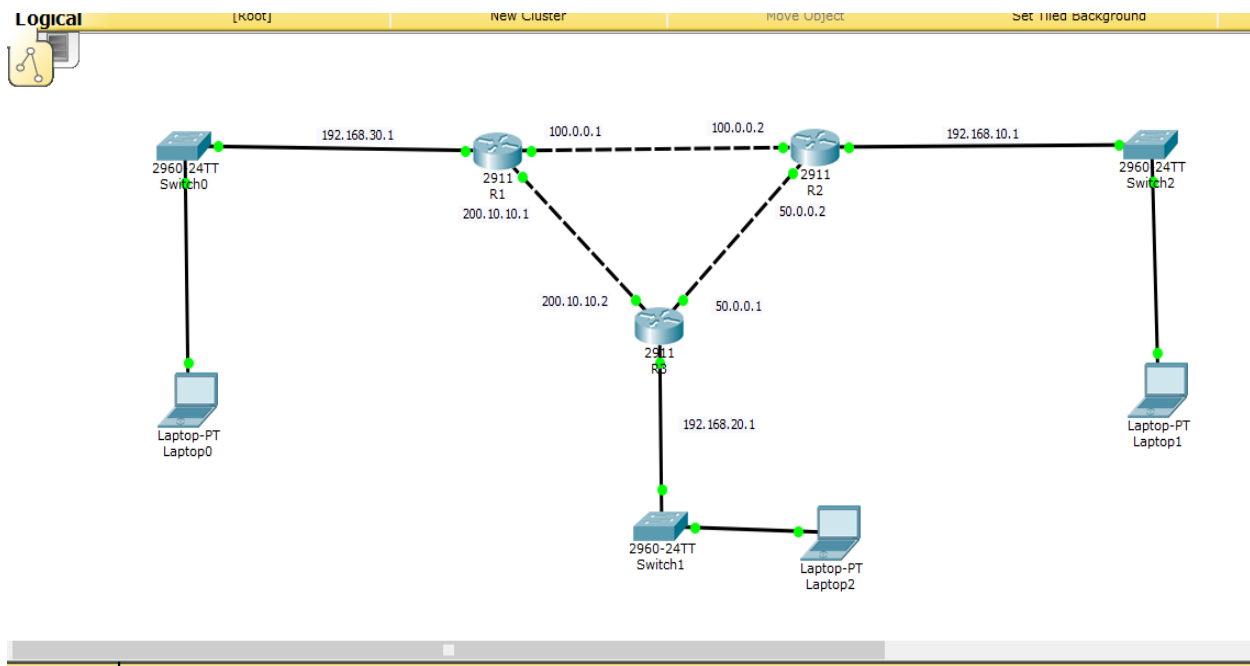 Logical
[Root]
New Cluster
Move Object
Set Tiled Background
192.168.30.1
100.0.0.1
100.0.0.2
192.168.10.1
2960-24TT
Switch0
2911
R1
2911
R2
2960-24TT
Switch2
200.10.10.1
50.0.0.2
200.10.10.2
50.0.0.1
2911
R3
Laptop-PT
Laptop0
192.168.20.1
Laptop-PT
Laptop1
2960-24TT
Switch1
Laptop-PT
Laptop2